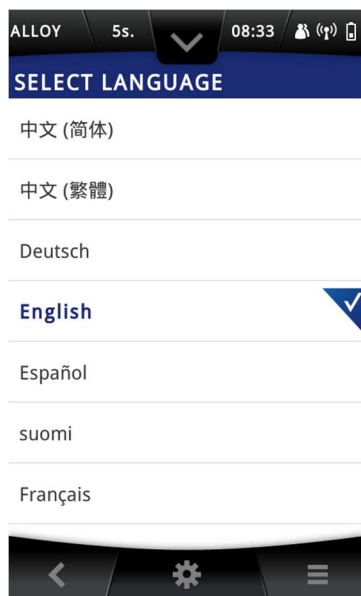 ALLOY 5s. 08:33
SELECT LANGUAGE
中文 (简体)
中文 (繁體)
Deutsch
English
Español
suomi
Français